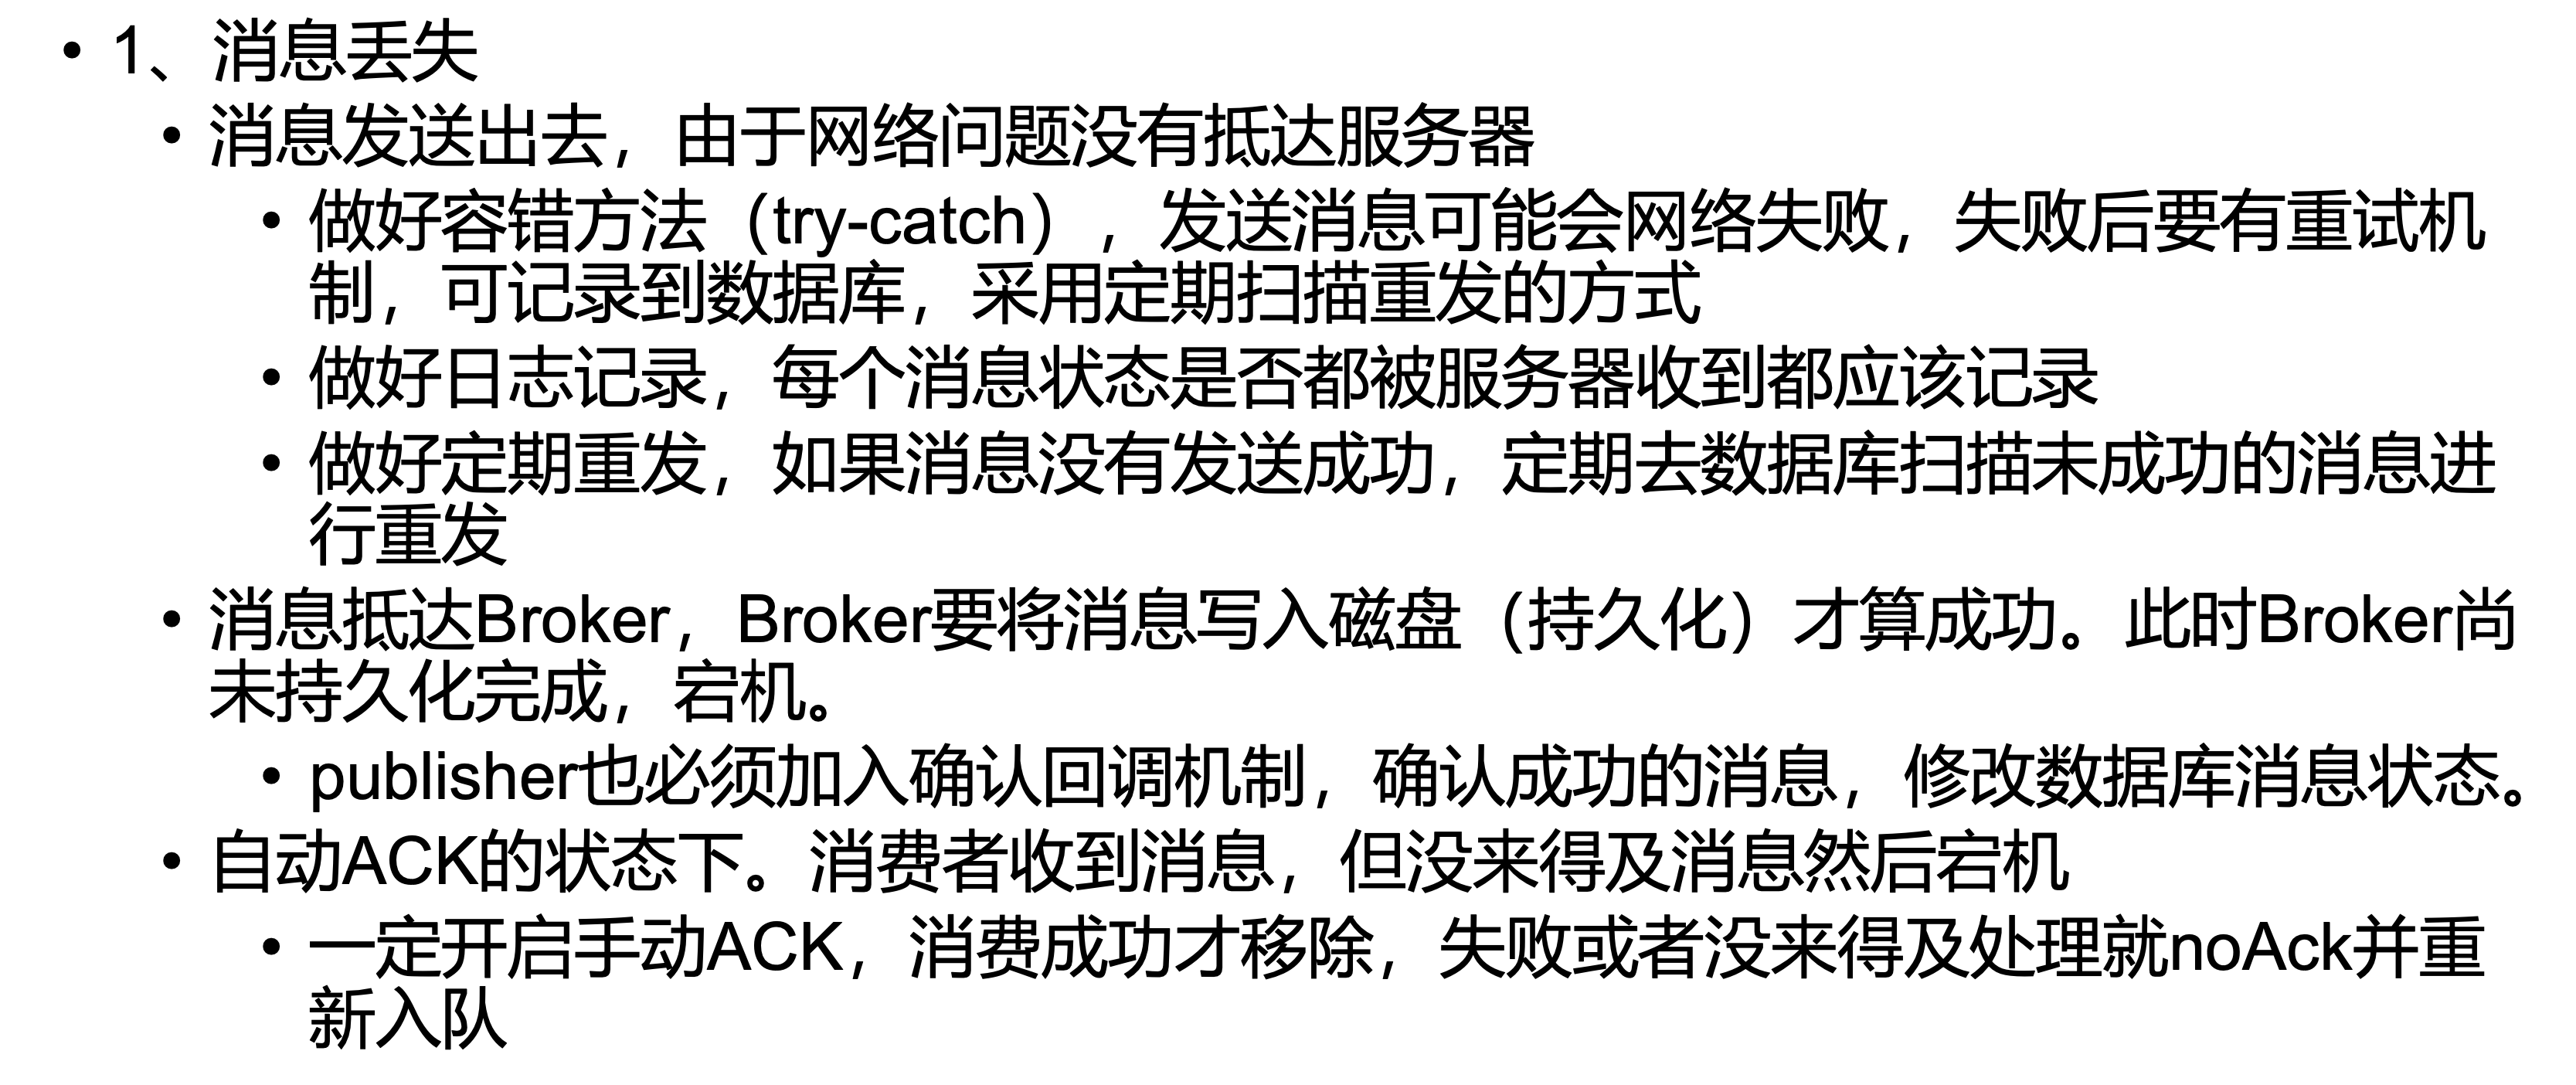 • 1、消息丢失
• 消息发送出去，由于网络问题没有抵达服务器
• 做好容错方法（try-catch），发送消息可能会网络失败，失败后要有重试机
制，可记录到数据库，采用定期扫描重发的方式
• 做好日志记录，每个消息状态是否都被服务器收到都应该记录
• 做好定期重发，如果消息没有发送成功，定期去数据库扫描未成功的消息进
行重发
• 消息抵达Broker，Broker要将消息写入磁盘（持久化）才算成功。此时Broker尚
未持久化完成，宕机。
• publisher也必须加入确认回调机制，确认成功的消息，修改数据库消息状态。
• 自动ACK的状态下。消费者收到消息，但没来得及消息然后宕机
• 一定开启手动ACK，消费成功才移除，失败或者没来得及处理就noAck并重
新入队